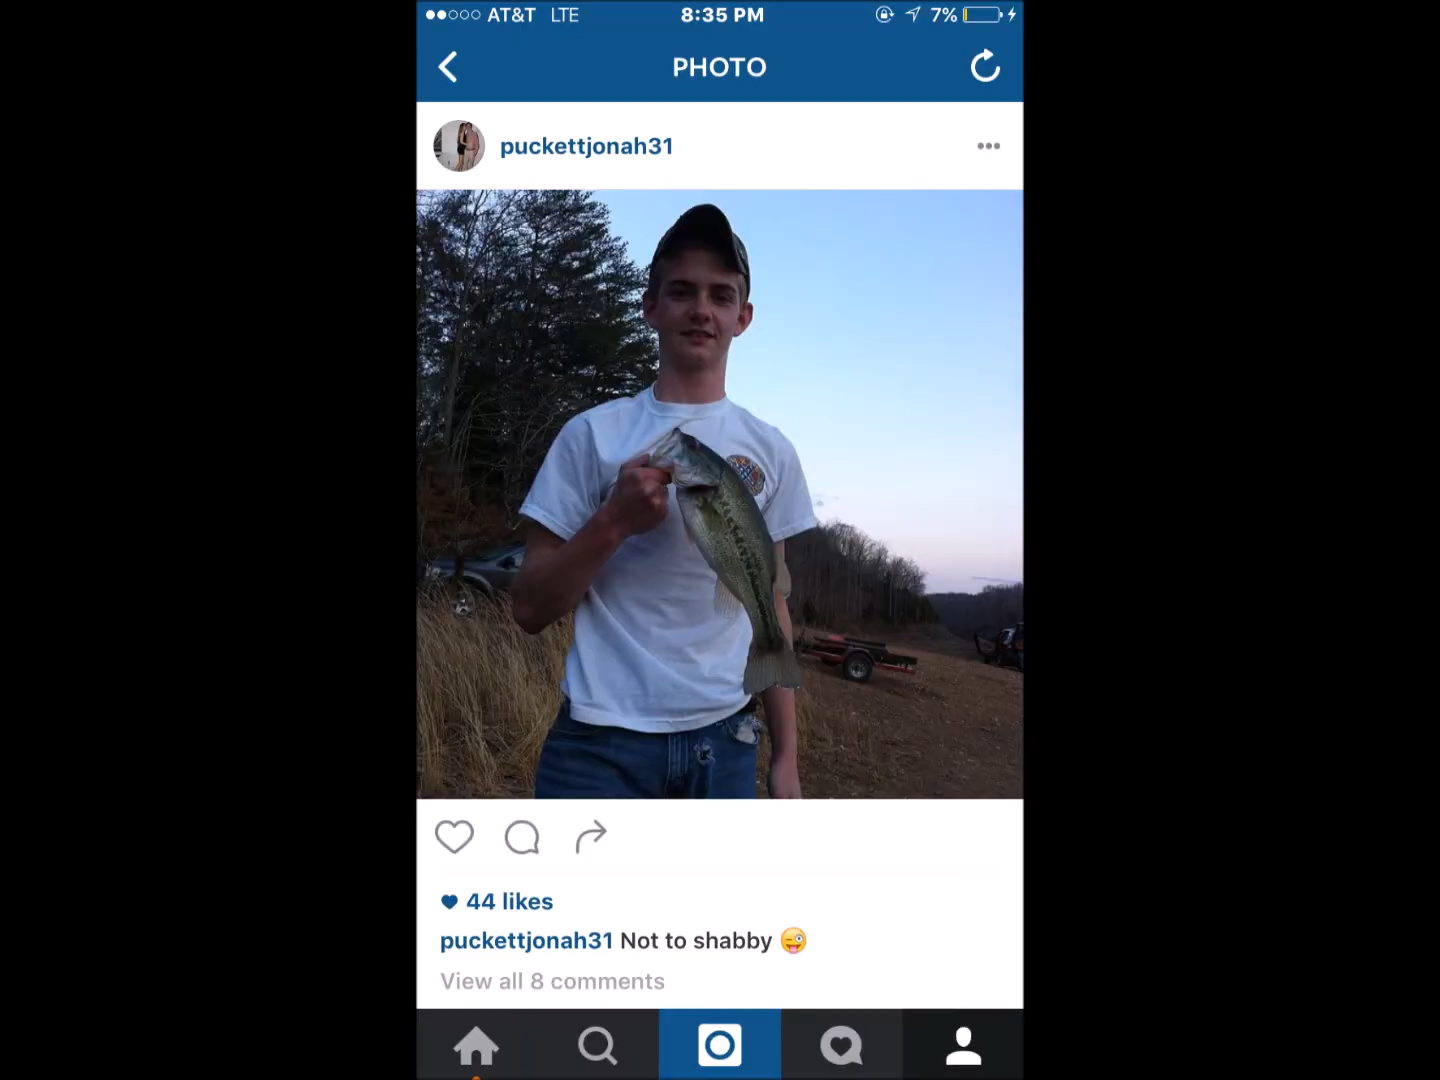 AT&T LTE 8:35 PM 7%
PHOTO
puckettjonah31
44 likes
puckettjonah31 Not to shabby 😜
View all 8 comments